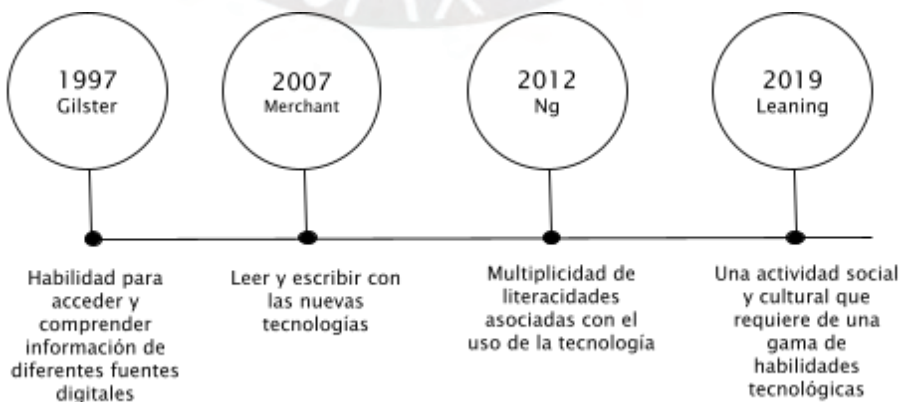 1997
Gilster
2007
Merchant
2012
Ng
2019
Leaning
Habilidad para
acceder y
comprender
información de
diferentes fuentes
digitales
Leer y escribir con
las nuevas
tecnologías
Multiplicidad de
literacidades
asociadas con el
uso de la tecnología
Una actividad social
y cultural que
requiere de una
gama de
habilidades
tecnológicas